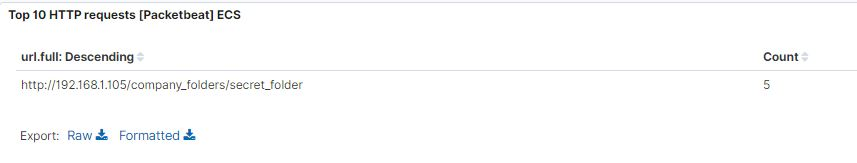 Top 10 HTTP requests [Packetbeat] ECS
url.full: Descending Count
http://192.168.1.105/company_folders/secret_folder 5
Export: Raw Formatted